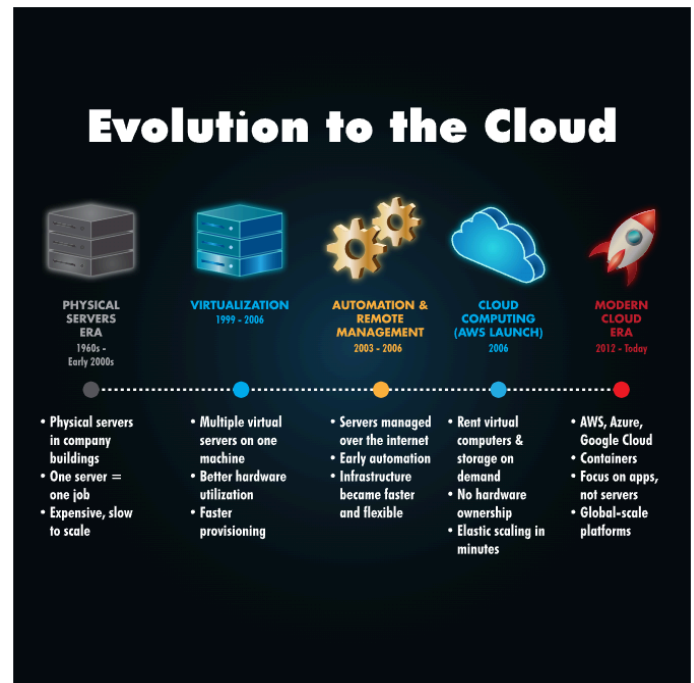 Evolution to the Cloud
PHYSICAL
SERVERS
ERA
1960s -
Early 2000s
• Physical servers
in company
buildings
• One server =
one job
• Expensive, slow
to scale
VIRTUALIZATION
1999 - 2006
• Multiple virtual
servers on one
machine
• Better hardware
utilization
• Faster
provisioning
AUTOMATION &
REMOTE
MANAGEMENT
2003 - 2006
• Servers managed
over the internet
• Early automation
• Infrastructure
became faster
and flexible
CLOUD
COMPUTING
(AWS LAUNCH)
2006
• Rent virtual
computers &
storage on
demand
• No hardware
ownership
• Elastic scaling in
minutes
MODERN
CLOUD
ERA
2012 - Today
• AWS, Azure,
Google Cloud
• Containers
• Focus on apps,
not servers
• Global-scale
platforms